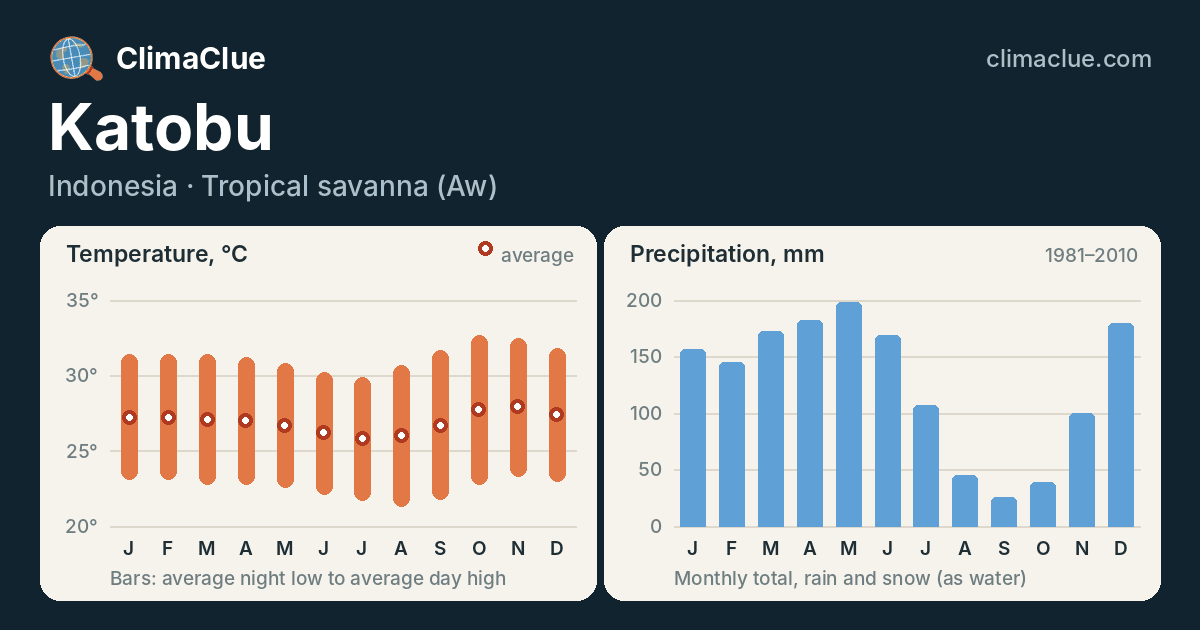 ClimaClue
climaclue.com
Katobu
Indonesia · Tropical savanna (Aw)
Temperature, °C
average
35°
30°
25°
20°
J F M A M J J A S O N D
Bars: average night low to average day high
Precipitation, mm
1981–2010
200
150
100
50
0
J F M A M J J A S O N D
Monthly total, rain and snow (as water)